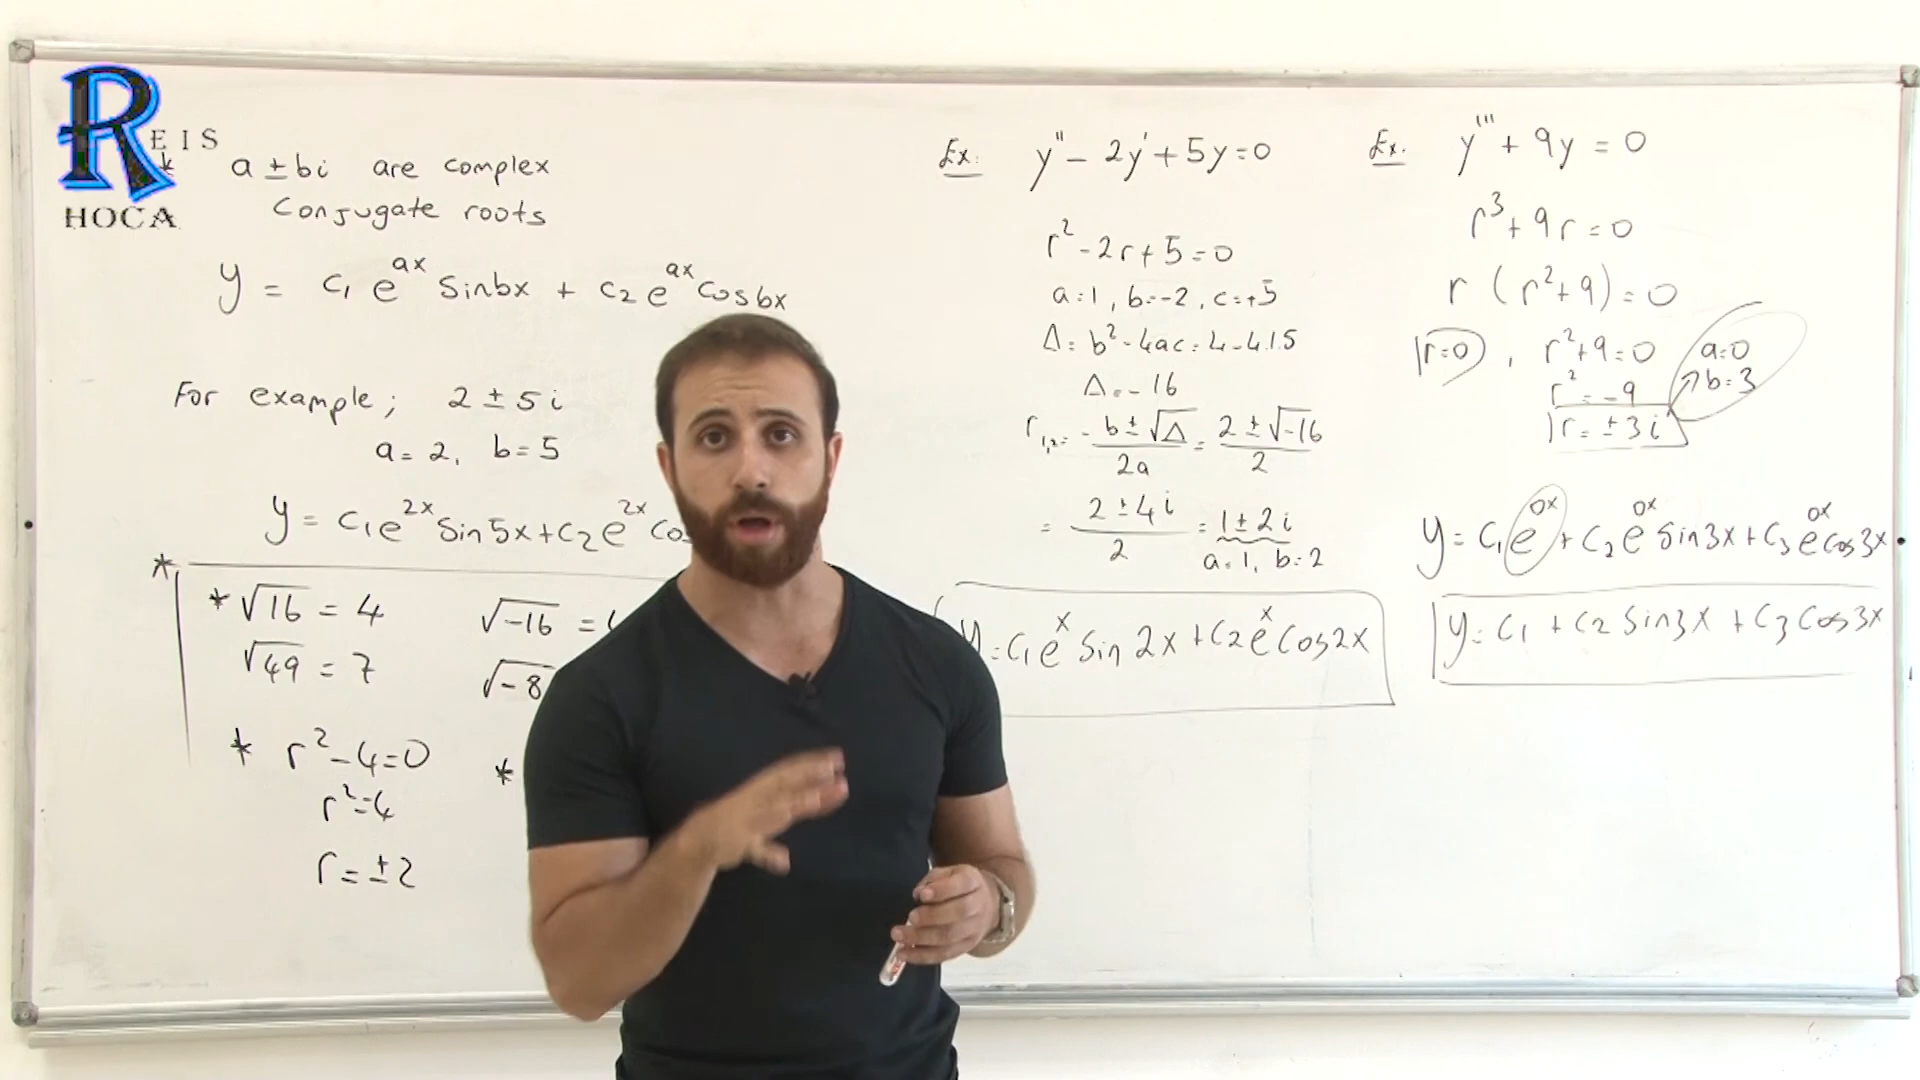 REIS
HOCA
* a ± bi are complex
conjugate roots
y = c₁ e^ax sinbx + c₂ e^ax cosbx
For example; 2 ± 5i
a = 2, b = 5
y = c₁e^2x sin5x + c₂e^2x
*
* √16 = 4
√49 = 7
√-16 =
* r² - 4 = 0
r² = 4
r = ± 2
*
Ex: y'' - 2y' + 5y = 0
r² - 2r + 5 = 0
a = 1, b = -2, c = +5
Δ = b² - 4ac = 4 - 4.1.5
Δ = -16
r₁,₂ = -b ± √Δ / 2a = 2 ± √-16 / 2
= 2 ± 4i / 2 = 1 ± 2i
a = 1, b = 2
y = c₁e^x sin 2x + c₂e^x cos2x
Ex. y''' + 9y = 0
r³ + 9r = 0
r (r² + 9) = 0
r = 0, r² + 9 = 0
r² = -9
r = ± 3i
a = 0
b = 3
y = c₁e^0x + c₂e^0x sin3x + c₃e^0x cos3x
y = c₁ + c₂ sin3x + c₃ cos3x